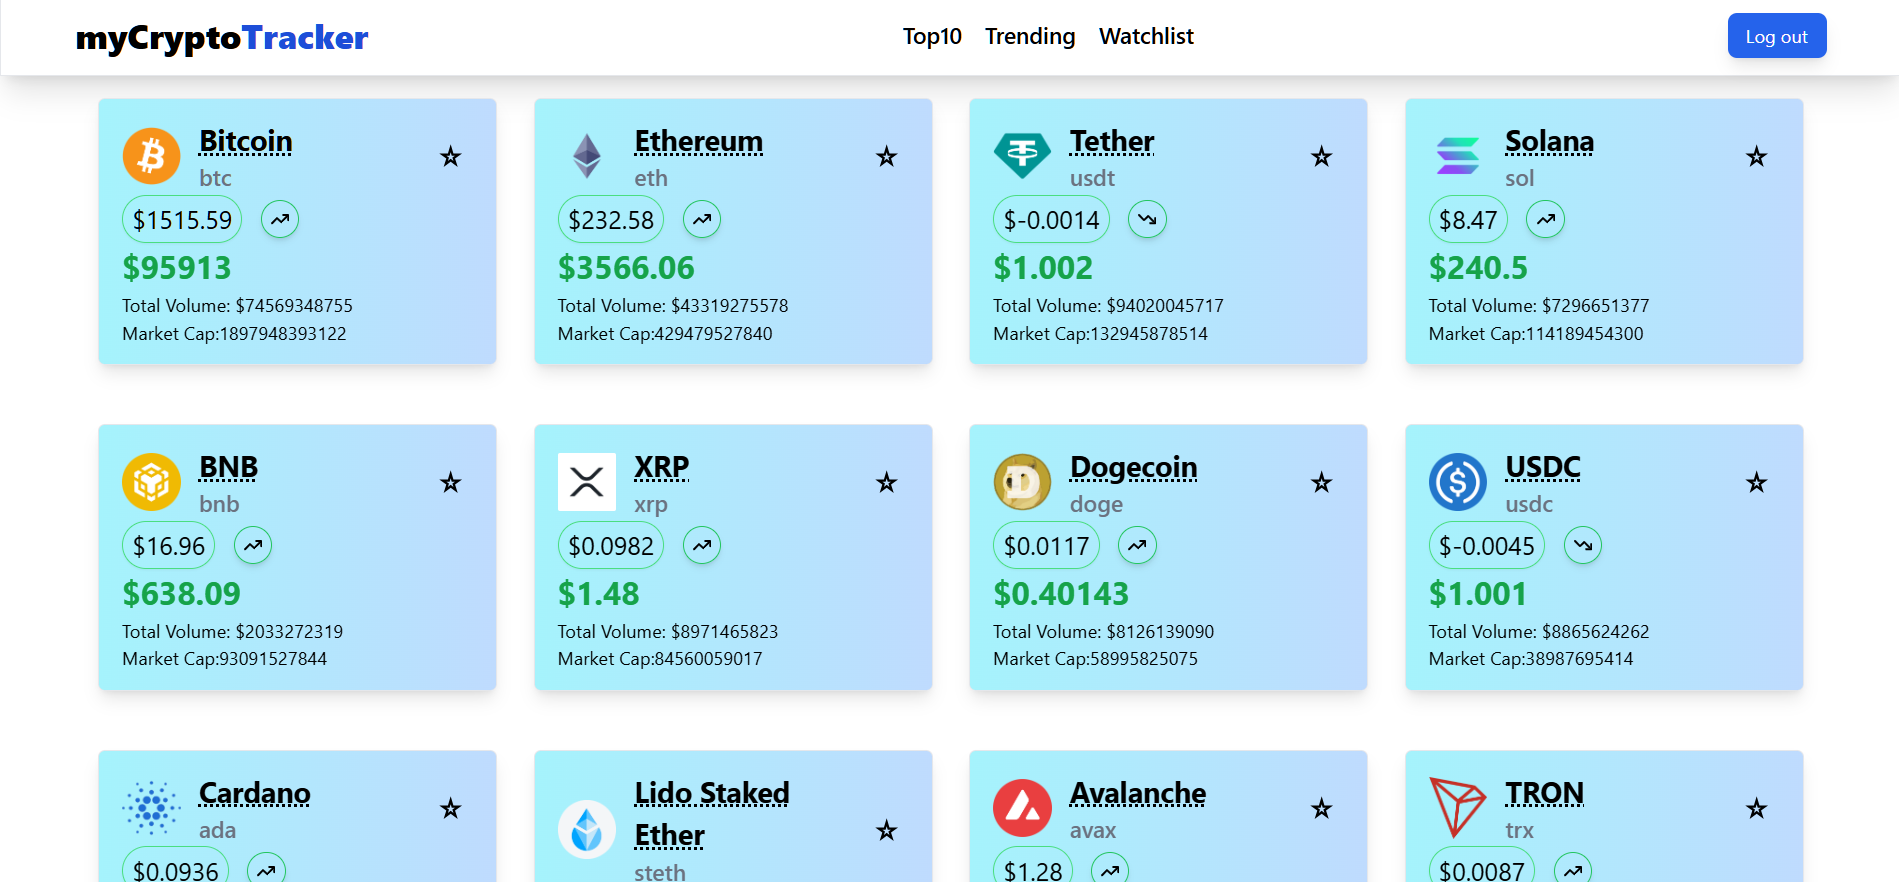 myCryptoTracker
Top10 Trending Watchlist
Log out
Bitcoin
btc
$1515.59
$95913
Total Volume: $74569348755
Market Cap:1897948393122
Ethereum
eth
$232.58
$3566.06
Total Volume: $43319275578
Market Cap:429479527840
Tether
usdt
$-0.0014
$1.002
Total Volume: $94020045717
Market Cap:132945878514
Solana
sol
$8.47
$240.5
Total Volume: $7296651377
Market Cap:114189454300
BNB
bnb
$16.96
$638.09
Total Volume: $2033272319
Market Cap:93091527844
XRP
xrp
$0.0982
$1.48
Total Volume: $8971465823
Market Cap:84560059017
Dogecoin
doge
$0.0117
$0.40143
Total Volume: $8126139090
Market Cap:58995825075
USDC
usdc
$-0.0045
$1.001
Total Volume: $8865624262
Market Cap:38987695414
Cardano
ada
$0.0936
Lido Staked
Ether
steth
Avalanche
avax
$1.28
TRON
trx
$0.0087